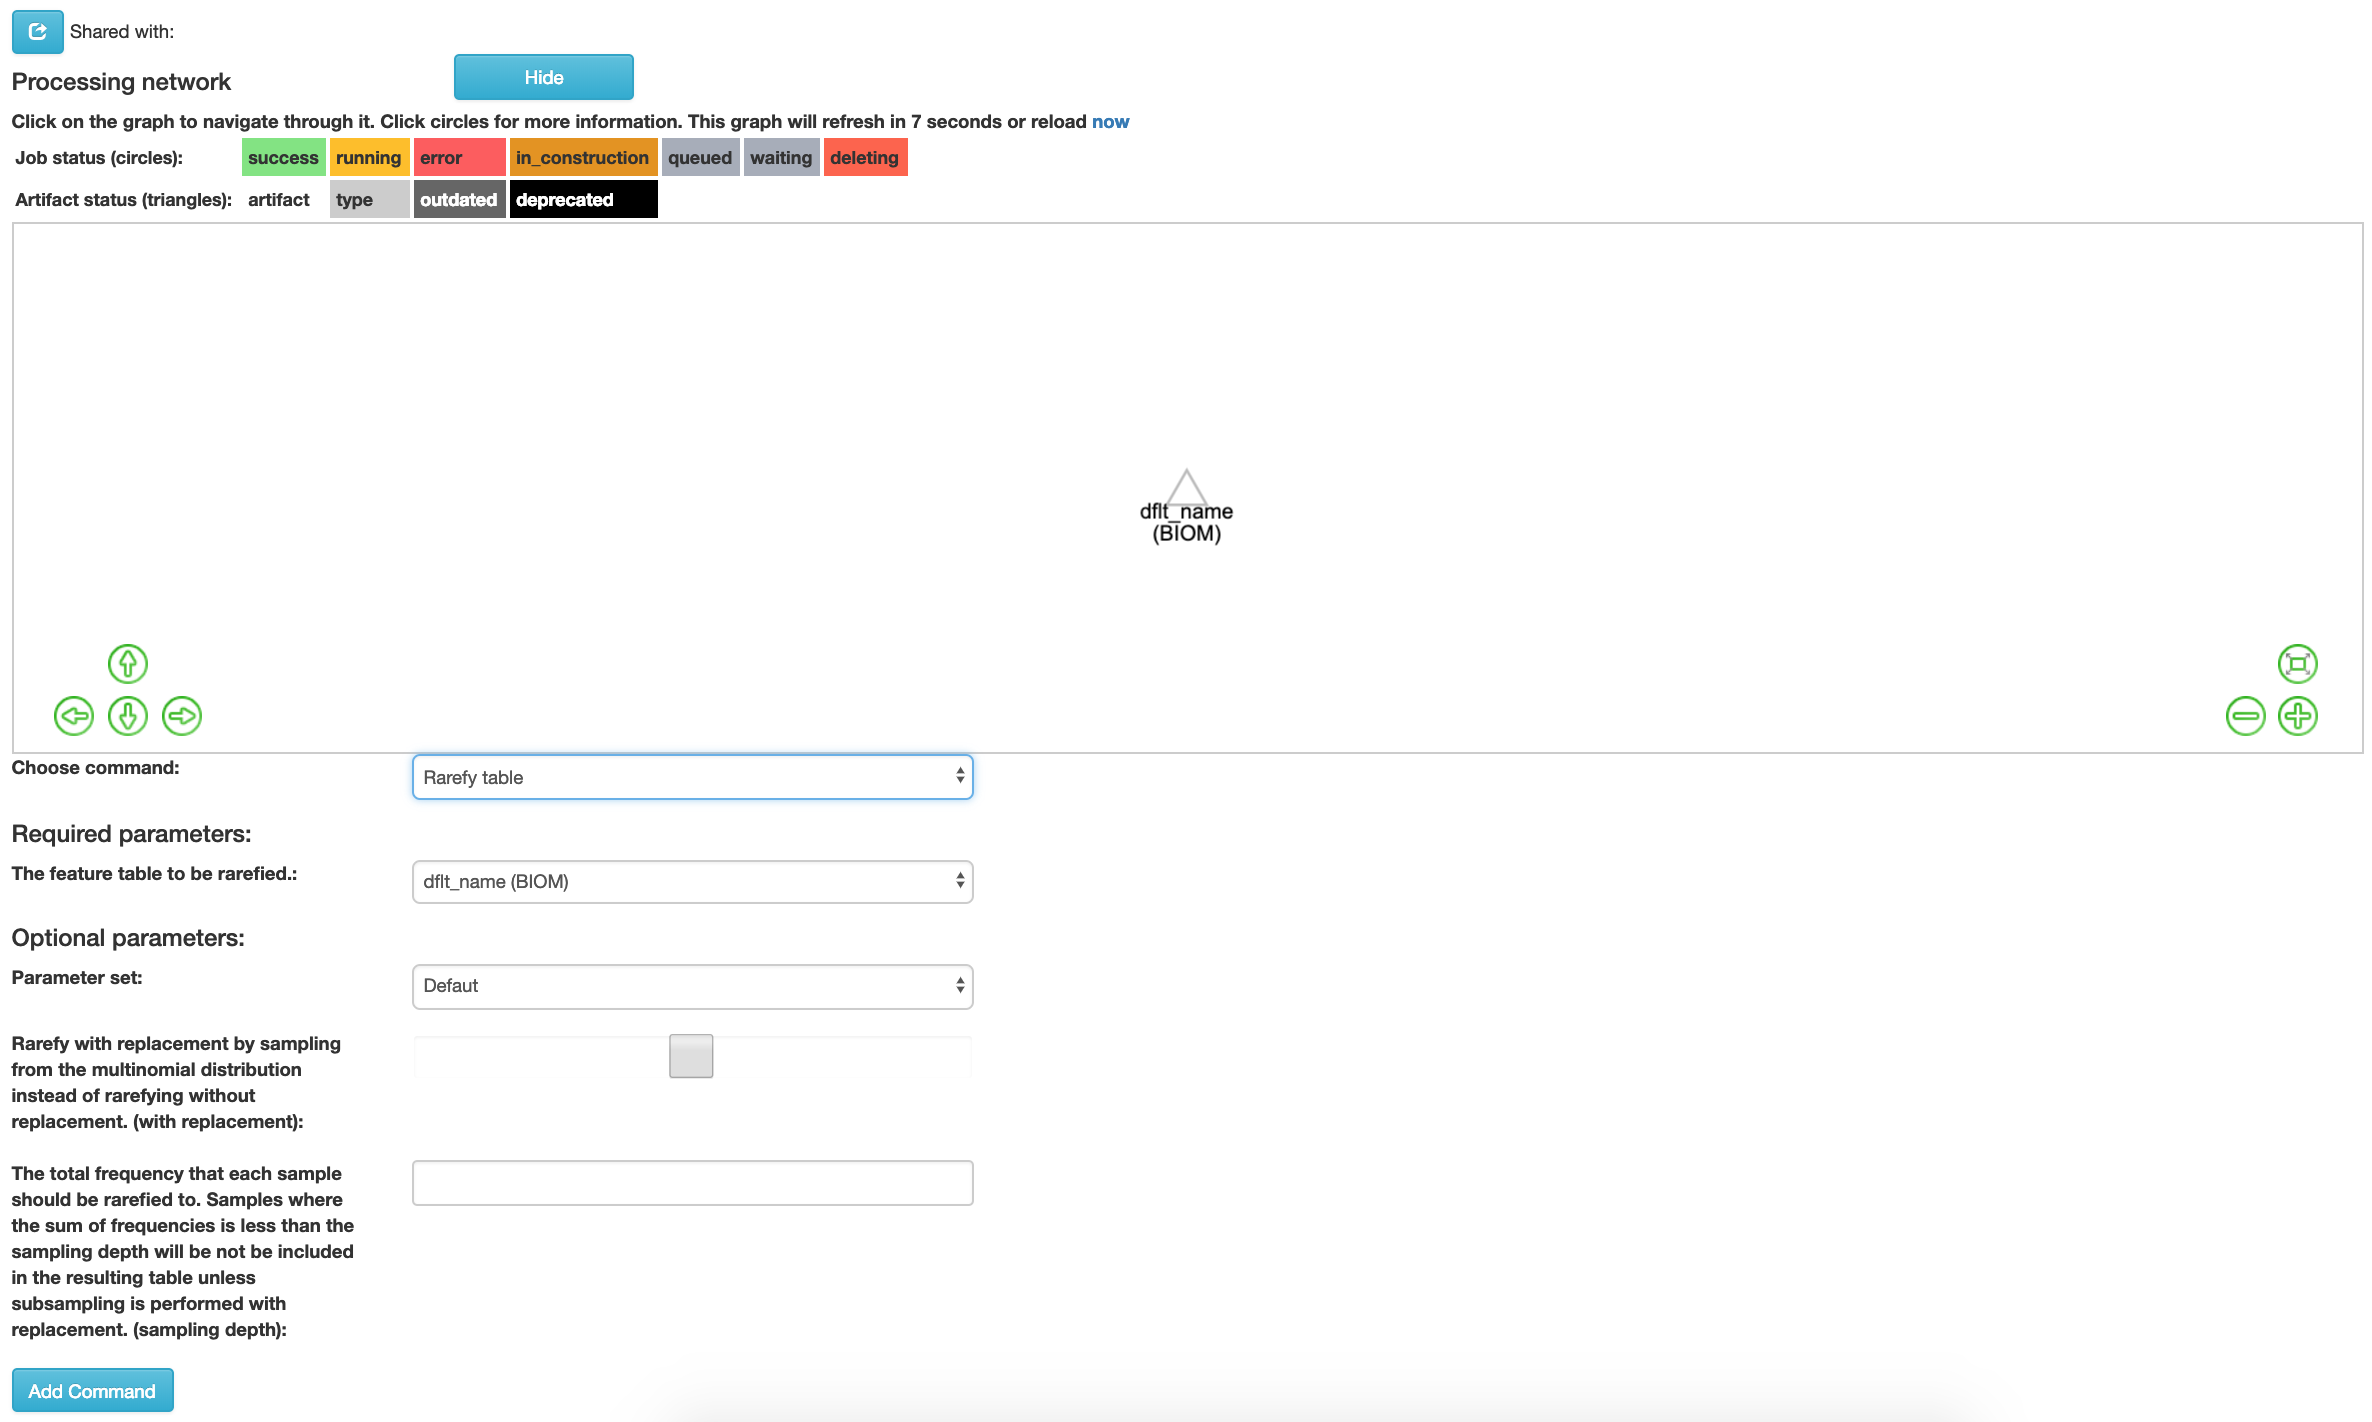 Shared with:
Processing network
Hide
Click on the graph to navigate through it. Click circles for more information. This graph will refresh in 7 seconds or reload now
Job status (circles): success running error in_construction queued waiting deleting
Artifact status (triangles): artifact type outdated deprecated
dflt_name
(BIOM)
Choose command: Rarefy table
Required parameters:
The feature table to be rarefied.: dflt_name (BIOM)
Optional parameters:
Parameter set: Defaut
Rarefy with replacement by sampling
from the multinomial distribution
instead of rarefying without
replacement. (with replacement):
The total frequency that each sample
should be rarefied to. Samples where
the sum of frequencies is less than the
sampling depth will be not be included
in the resulting table unless
subsampling is performed with
replacement. (sampling depth):
Add Command